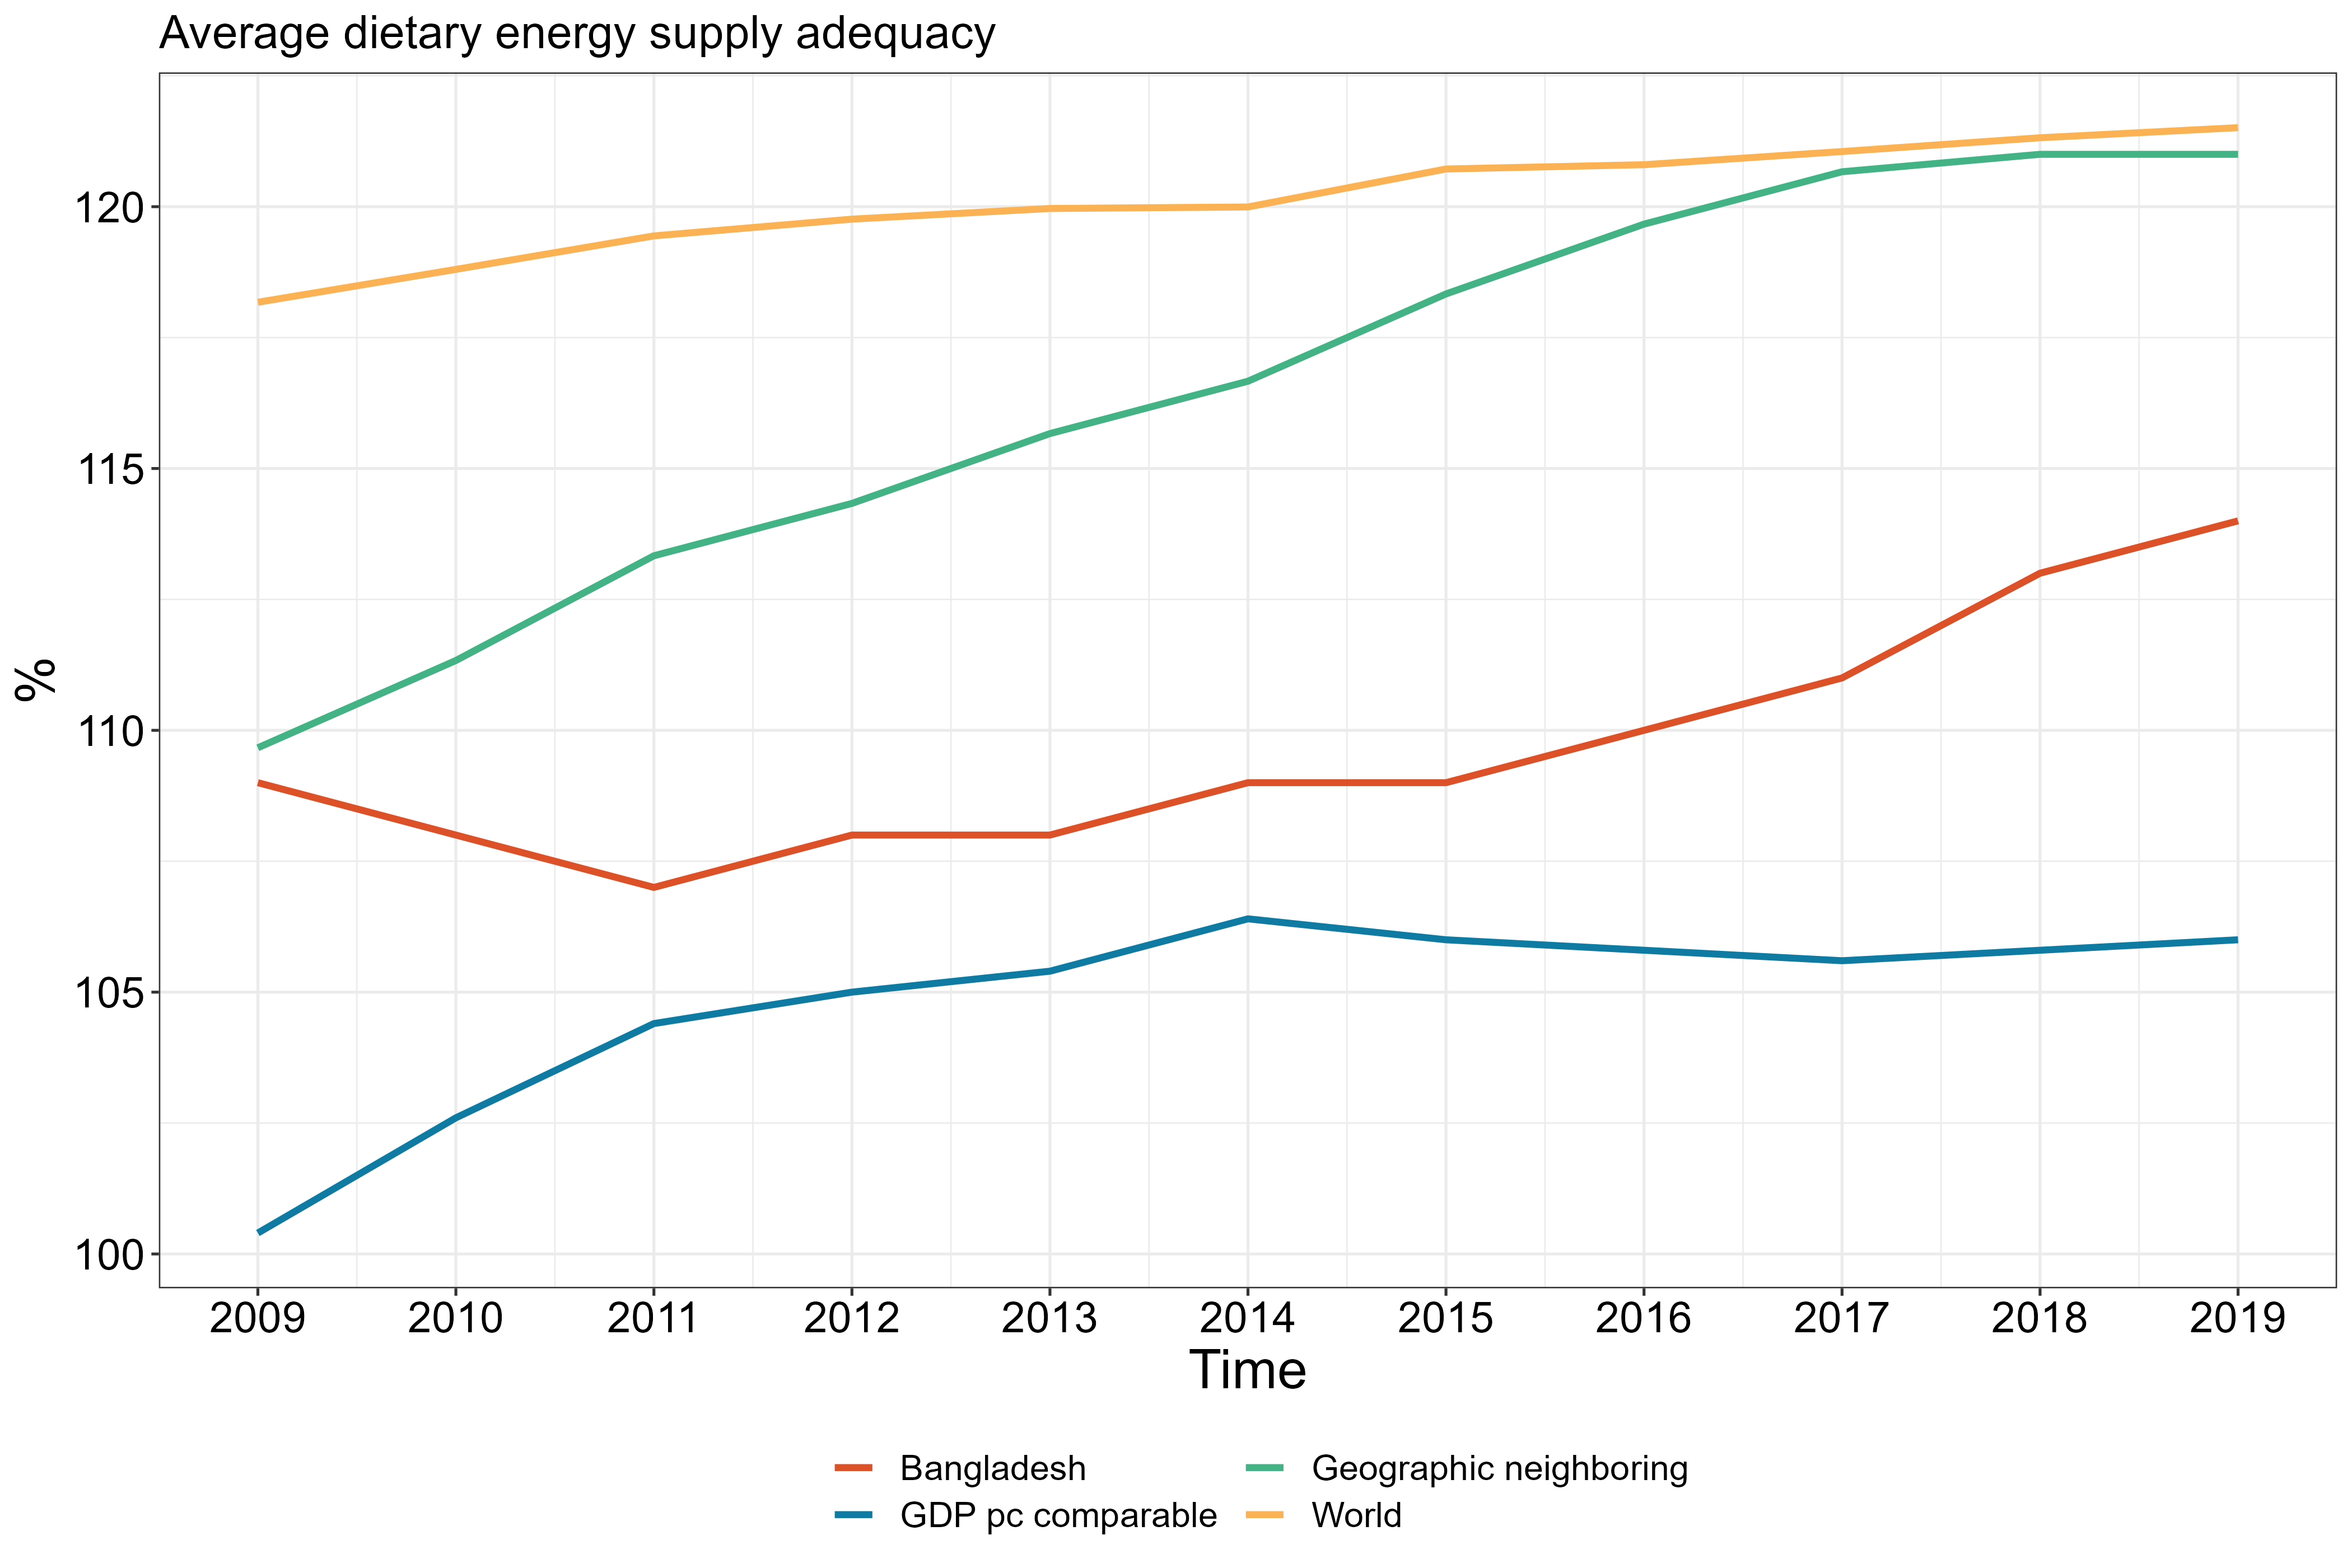 Average dietary energy supply adequacy
%
120
115
110
105
100
2009 2010 2011 2012 2013 2014 2015 2016 2017 2018 2019
Time
Bangladesh Geographic neighboring
GDP pc comparable World